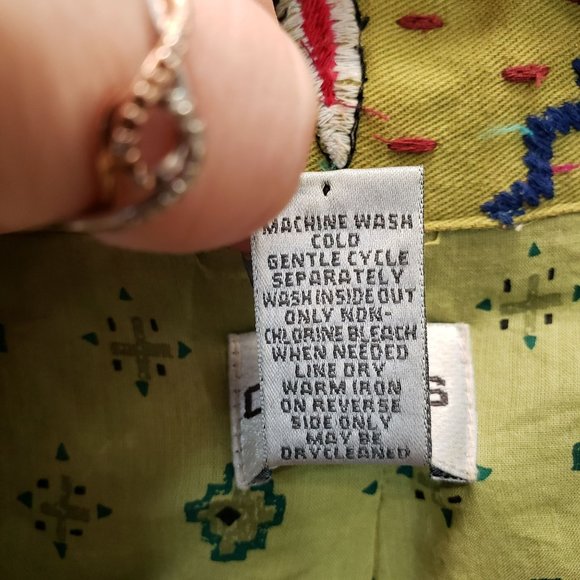 MACHINE WASH
COLD
GENTLE CYCLE
SEPARATELY
WASH INSIDE OUT
ONLY NON-
CHLORINE BLEACH
WHEN NEEDED
LINE DRY
WARM IRON
ON REVERSE
SIDE ONLY
MAY BE
DRYCLEANED